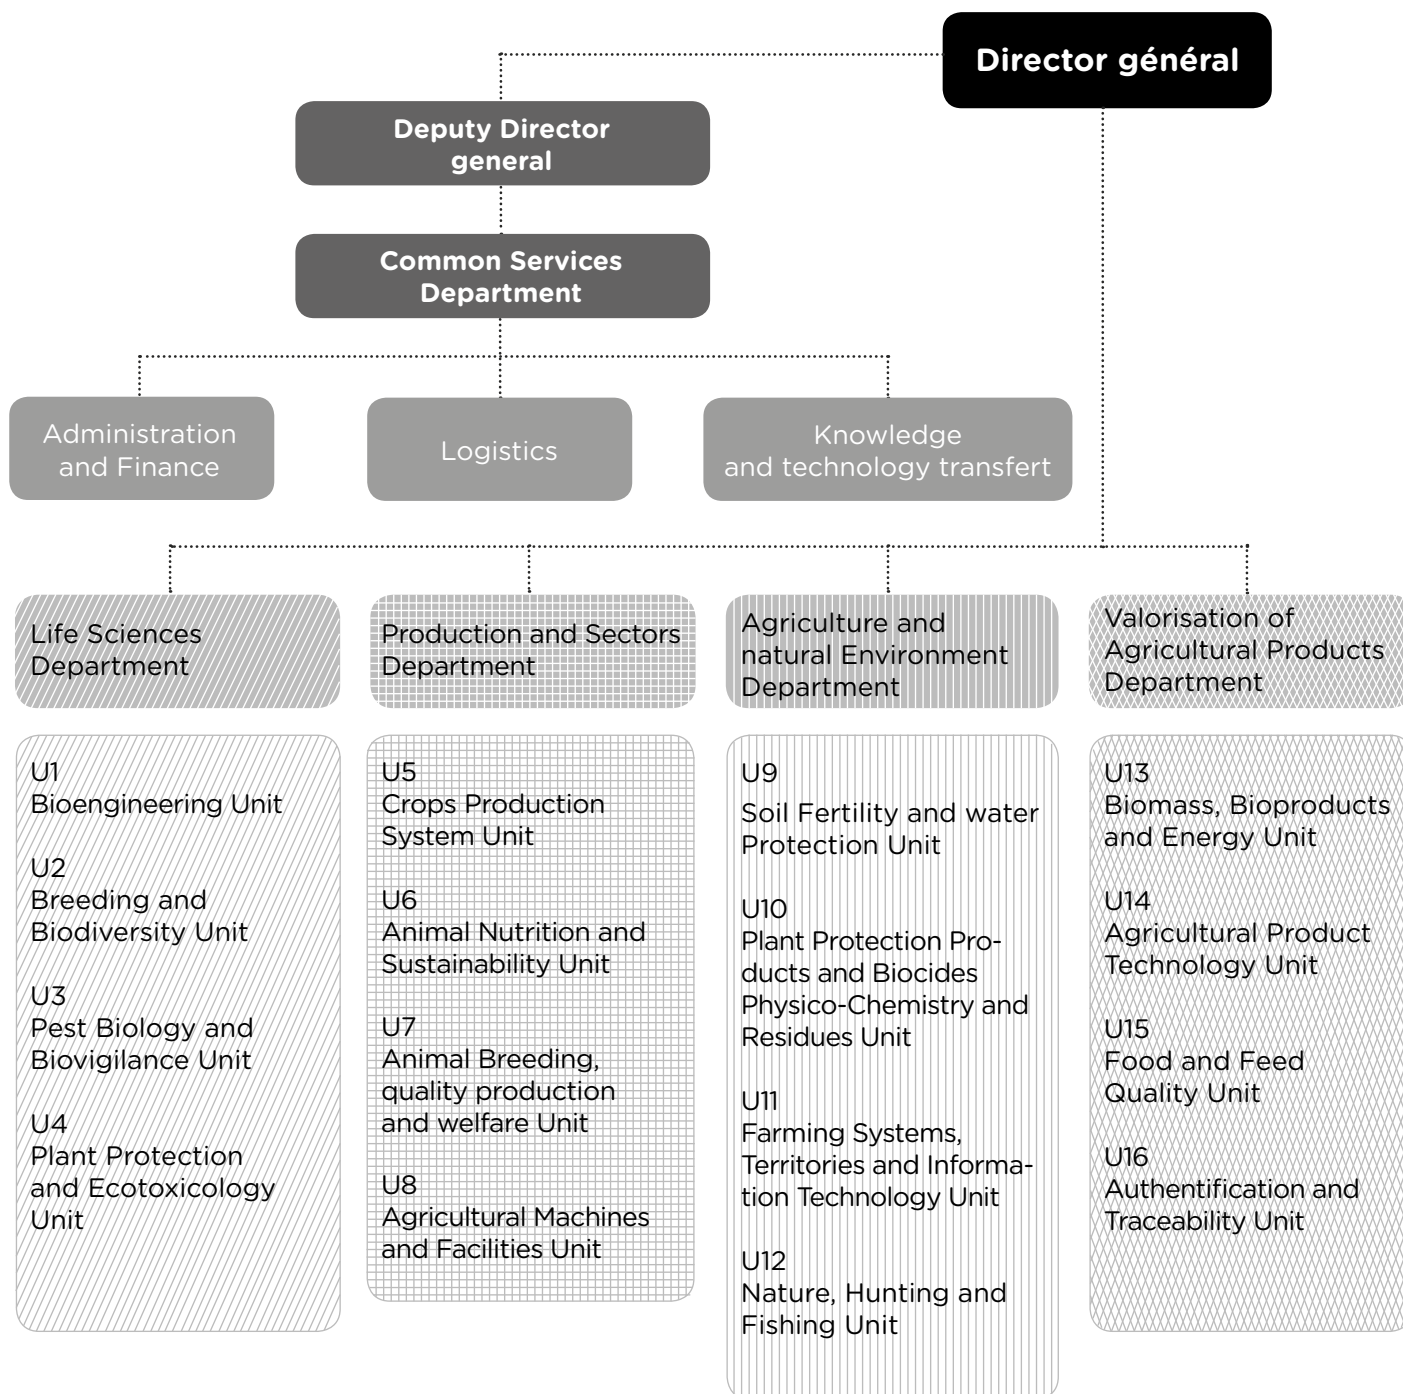 Director général
Deputy Director
general
Common Services
Department
Administration
and Finance
Logistics
Knowledge
and technology transfert
Life Sciences
Department
Production and Sectors
Department
Agriculture and
natural Environment
Department
Valorisation of
Agricultural Products
Department
U1
Bioengineering Unit
U2
Breeding and
Biodiversity Unit
U3
Pest Biology and
Biovigilance Unit
U4
Plant Protection
and Ecotoxicology
Unit
U5
Crops Production
System Unit
U6
Animal Nutrition and
Sustainability Unit
U7
Animal Breeding,
quality production
and welfare Unit
U8
Agricultural Machines
and Facilities Unit
U9
Soil Fertility and water
Protection Unit
U10
Plant Protection Pro-
ducts and Biocides
Physico-Chemistry and
Residues Unit
U11
Farming Systems,
Territories and Informa-
tion Technology Unit
U12
Nature, Hunting and
Fishing Unit
U13
Biomass, Bioproducts
and Energy Unit
U14
Agricultural Product
Technology Unit
U15
Food and Feed
Quality Unit
U16
Authentification and
Traceability Unit